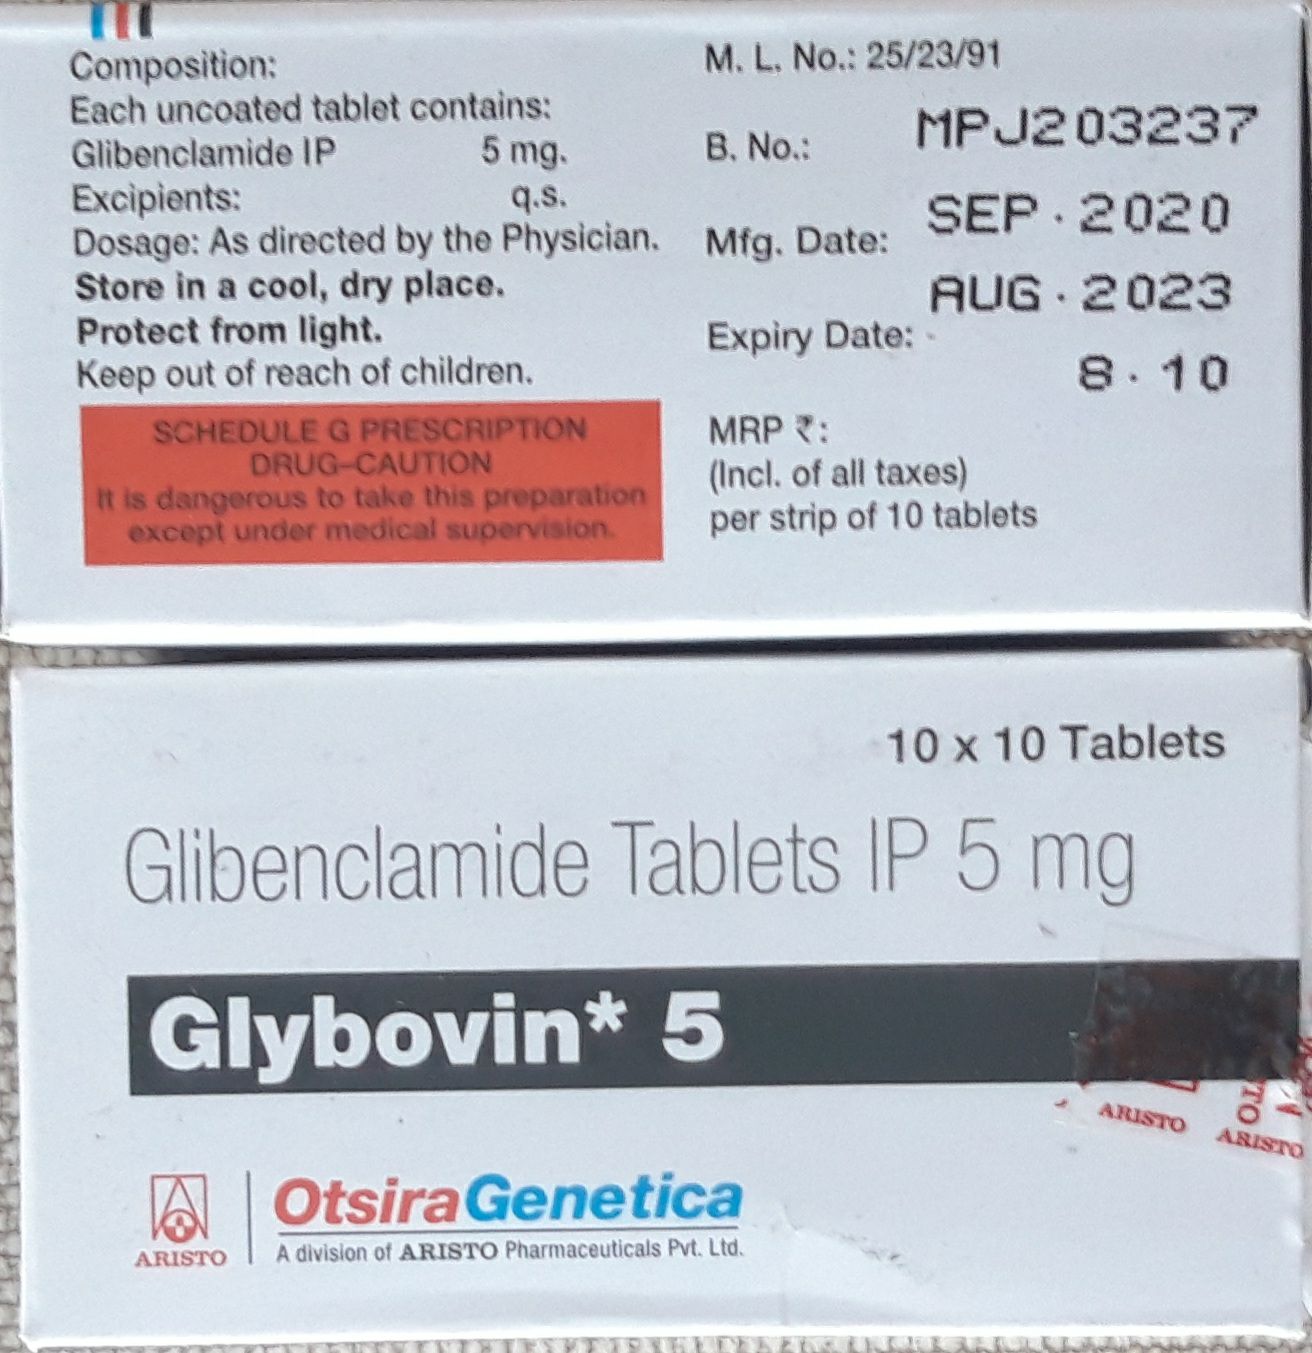 Composition:
Each uncoated tablet contains:
Glibenclamide IP 5 mg.
Excipients: q.s.
Dosage: As directed by the Physician.
Store in a cool, dry place.
Protect from light.
Keep out of reach of children.
SCHEDULE G PRESCRIPTION
DRUG–CAUTION
It is dangerous to take this preparation
except under medical supervision.
M. L. No.: 25/23/91
B. No.: MPJ203237
Mfg. Date: SEP . 2020
Expiry Date: AUG . 2023
MRP ₹: 8 . 10
(Incl. of all taxes)
per strip of 10 tablets
10 x 10 Tablets
Glibenclamide Tablets IP 5 mg
Glybovin* 5
ARISTO
TO
ARISTO
ARISTO
OtsiraGenetica
A division of ARISTO Pharmaceuticals Pvt. Ltd.